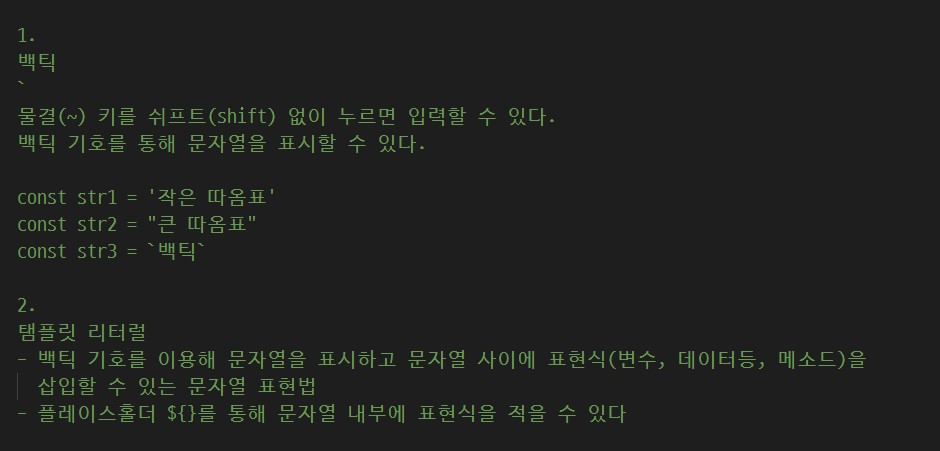 1.
백틱
`
물결(~) 키를 쉬프트(shift) 없이 누르면 입력할 수 있다.
백틱 기호를 통해 문자열을 표시할 수 있다.
const str1 = '작은 따옴표'
const str2 = "큰 따옴표"
const str3 = `백틱`
2.
탬플릿 리터럴
- 백틱 기호를 이용해 문자열을 표시하고 문자열 사이에 표현식(변수, 데이터등, 메소드)을
삽입할 수 있는 문자열 표현법
- 플레이스홀더 ${}를 통해 문자열 내부에 표현식을 적을 수 있다